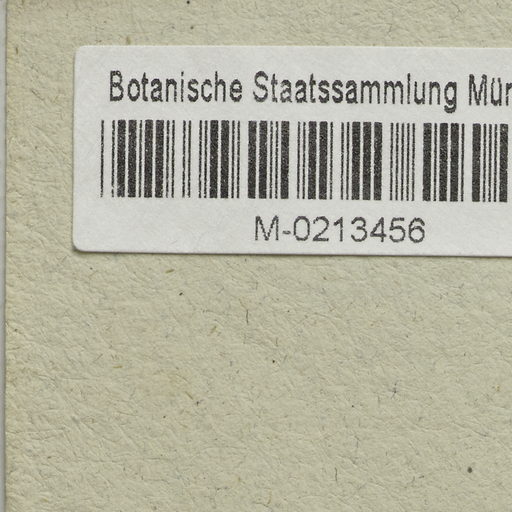 Botanische Staatssammlung Mün
M-0213456